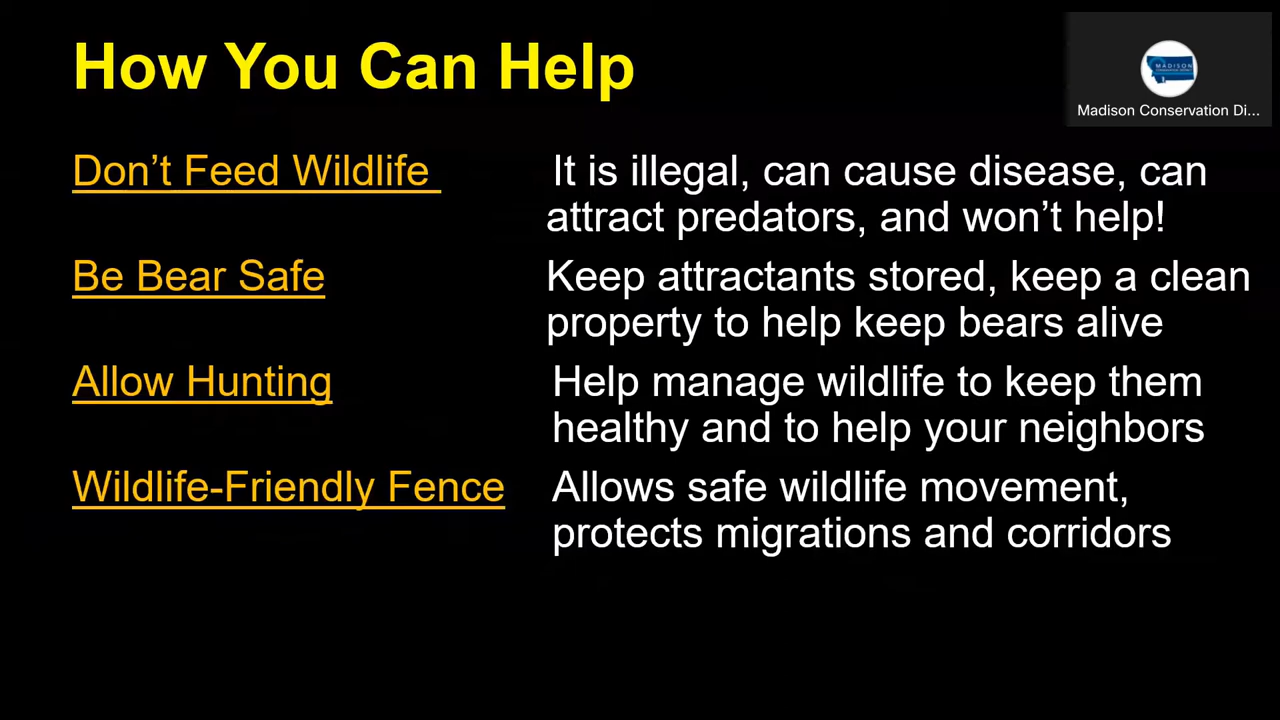 How You Can Help
MADISON
Madison Conservation Di...
Don’t Feed Wildlife
It is illegal, can cause disease, can
attract predators, and won’t help!
Be Bear Safe
Keep attractants stored, keep a clean
property to help keep bears alive
Allow Hunting
Help manage wildlife to keep them
healthy and to help your neighbors
Wildlife-Friendly Fence
Allows safe wildlife movement,
protects migrations and corridors